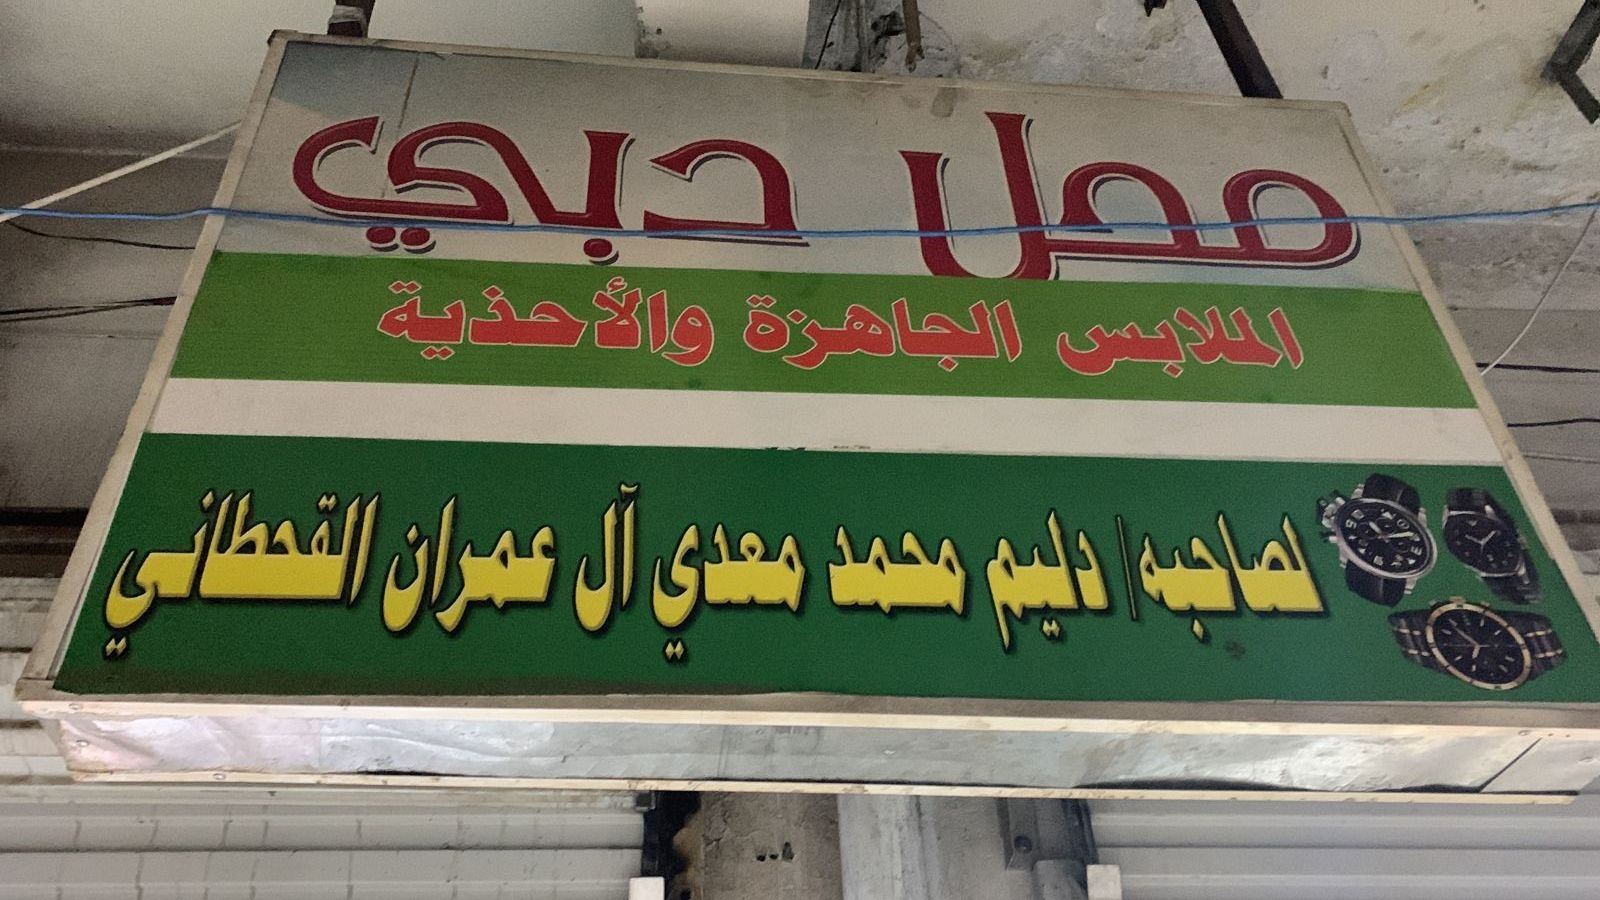 محل دبي
الملابس الجاهزة والأحذية
لصاحبه / دليم محمد معدي آل عمران القحطاني